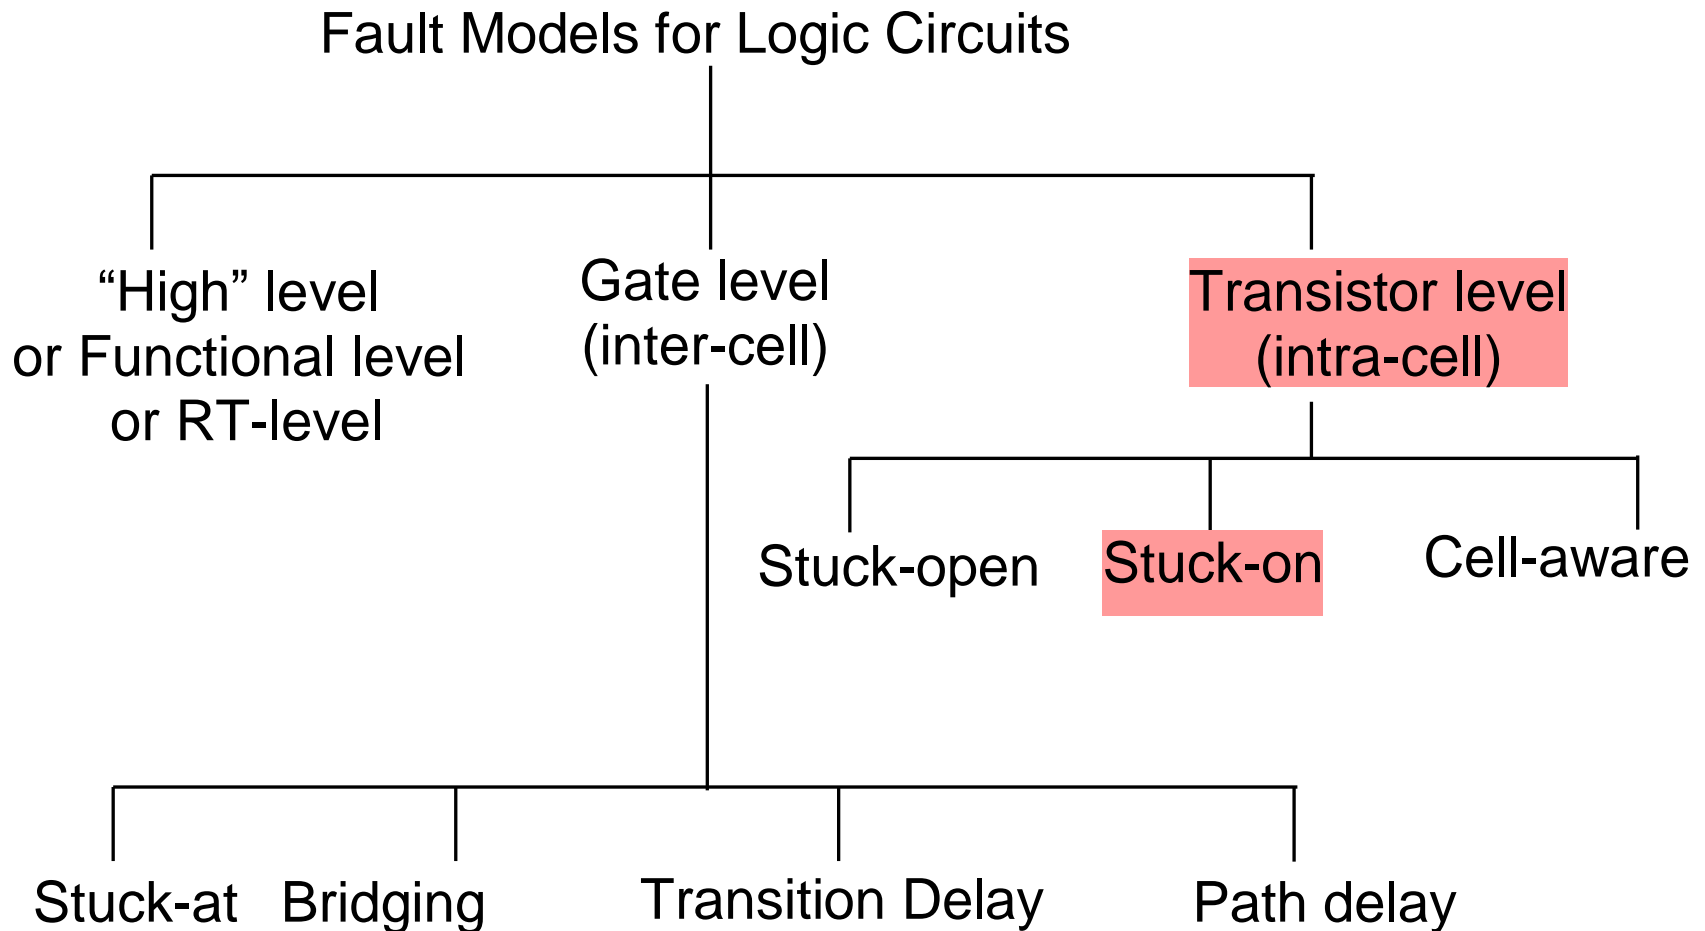 Fault Models for Logic Circuits
“High” level
or Functional level
or RT-level
Gate level
(inter-cell)
Transistor level
(intra-cell)
Stuck-open
Stuck-on
Cell-aware
Stuck-at
Bridging
Transition Delay
Path delay